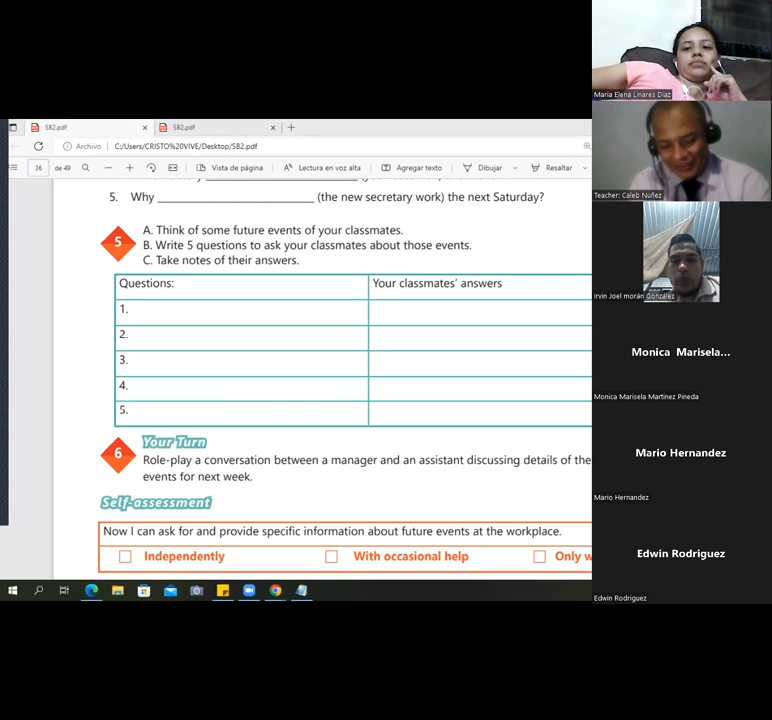 SB2.pdf
SB2.pdf
Archivo
C:/Users/CRISTO%20VIVE/Desktop/SB2.pdf
36
de 49
Vista de página
Lectura en voz alta
Agregar texto
Dibujar
Resaltar
5. Why ____________________ (the new secretary work) the next Saturday?
5
A. Think of some future events of your classmates.
B. Write 5 questions to ask your classmates about those events.
C. Take notes of their answers.
Questions: Your classmates' answers
1.
2.
3.
4.
5.
6
Your Turn
Role-play a conversation between a manager and an assistant discussing details of the
events for next week.
Self-assessment
Now I can ask for and provide specific information about future events at the workplace.
Independently
With occasional help
Only w
Maria Elena Linares Diaz
Teacher: Caleb Nuñez
Irvin Joel morán González
Monica Marisela...
Monica Marisela Martinez Pineda
Mario Hernandez
Mario Hernandez
Edwin Rodriguez
Edwin Rodriguez